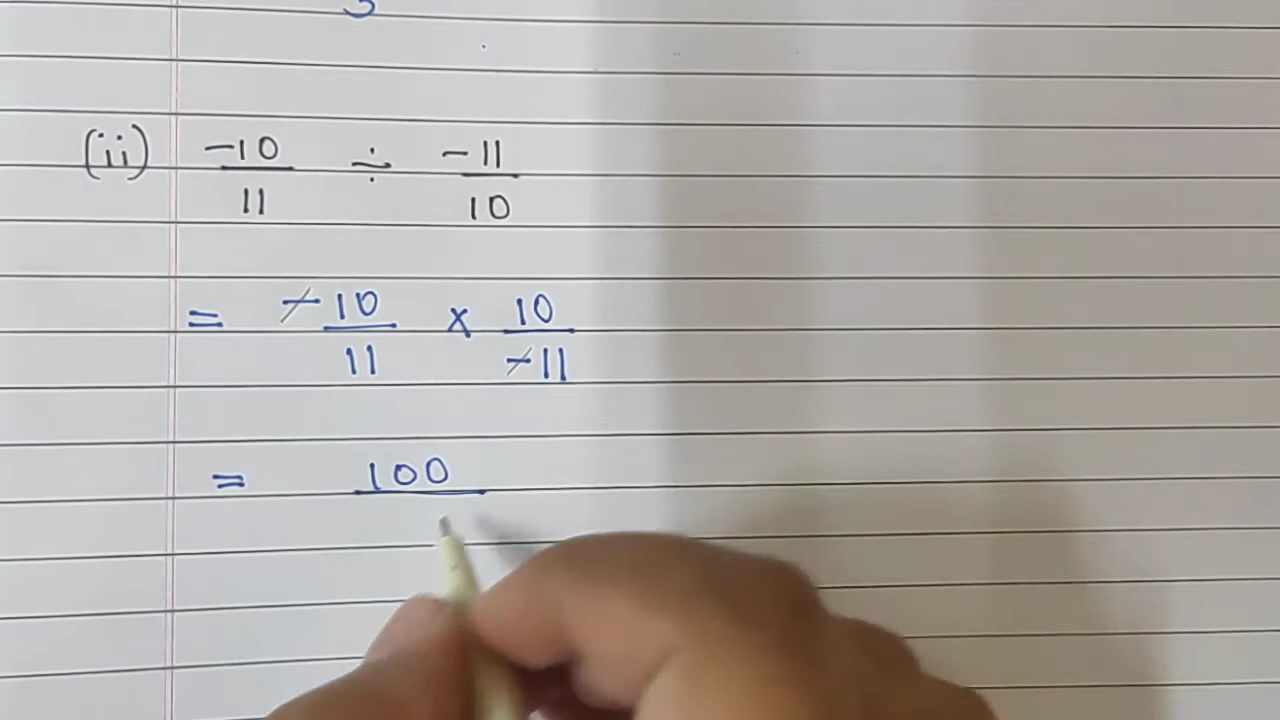 (ii) -10/11 ÷ -11/10
= -10/11 × 10/-11
= 100/